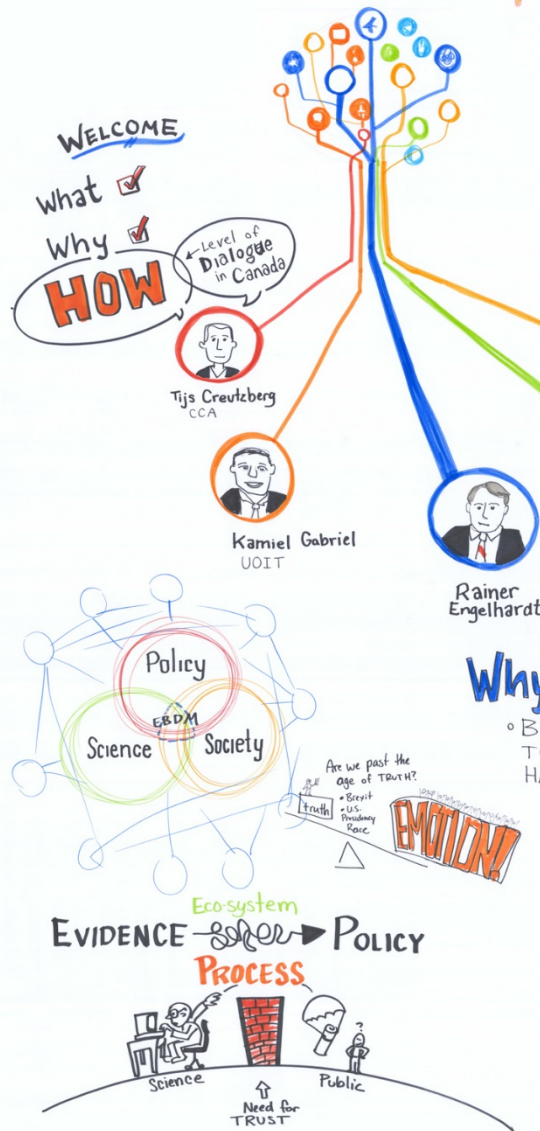 WELCOME
What
Why
HOW
Level of
Dialogue
in Canada
Tijs Creutzberg
CCA
Kamiel Gabriel
UOIT
Rainer
Engelhardt
Why
B
T
HA
Policy
EBDM
Science
Society
Are we past the
age of TRUTH?
• Brexit
• U.S.
Presidency
Race
truth
EMOTION!
Eco-system
EVIDENCE
POLICY
PROCESS
?
Science
Public
Need for
TRUST